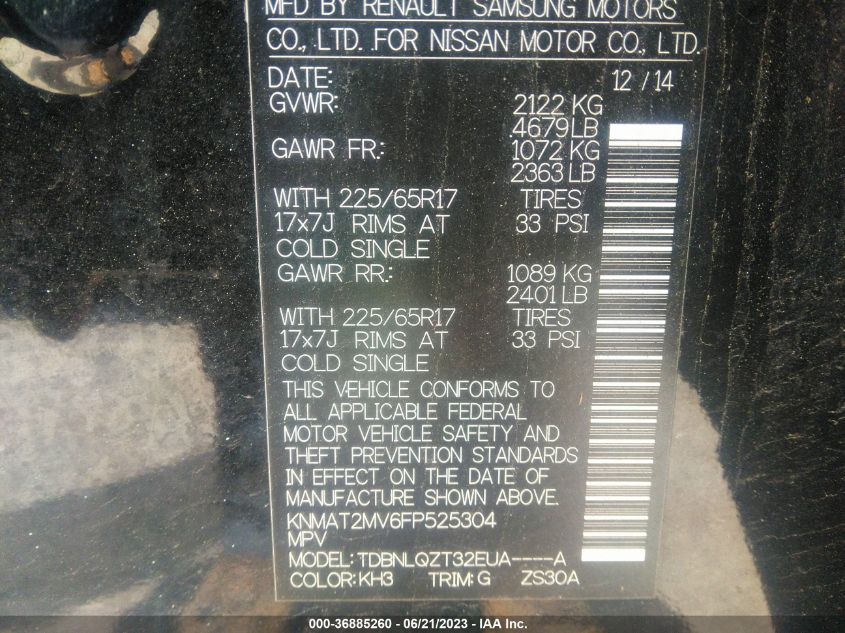 MFD BY RENAULT SAMSUNG MOTORS
CO., LTD. FOR NISSAN MOTOR CO., LTD.
DATE: 12 / 14
GVWR: 2122 KG
4679 LB
GAWR FR.: 1072 KG
2363 LB
WITH 225/65R17 TIRES
17x7J RIMS AT 33 PSI
COLD SINGLE
GAWR RR.: 1089 KG
2401 LB
WITH 225/65R17 TIRES
17x7J RIMS AT 33 PSI
COLD SINGLE
THIS VEHICLE CONFORMS TO
ALL APPLICABLE FEDERAL
MOTOR VEHICLE SAFETY AND
THEFT PREVENTION STANDARDS
IN EFFECT ON THE DATE OF
MANUFACTURE SHOWN ABOVE.
KNMAT2MV6FP525304
MPV
MODEL: TDBNLQZT32EUA----A
COLOR: KH3 TRIM: G ZS30A
000-36885260 - 06/21/2023 - IAA Inc.